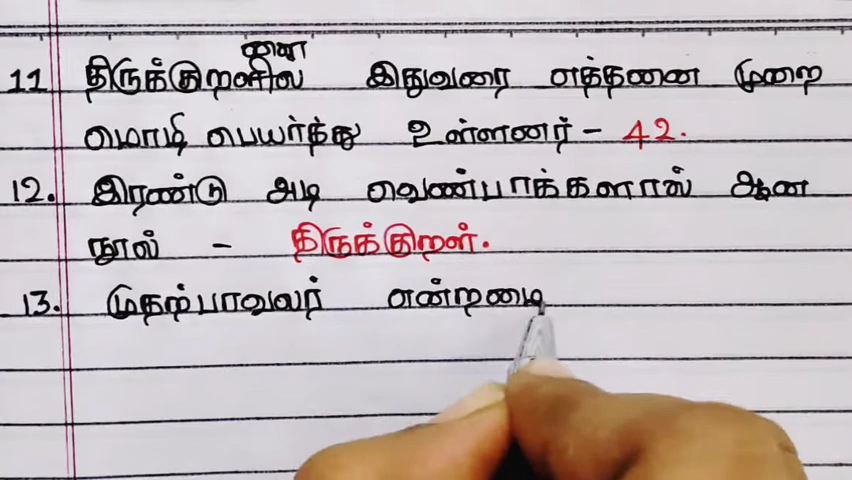 11 திருக்குறளினை இதுவரை எத்தனை முறை
மொழி பெயர்த்து உள்ளனர் - 42.
12. இரண்டு அடி வெண்பாக்களால் ஆன
நூல் - திருக்குறள்.
13. முதற்பாவலர் என்றழை